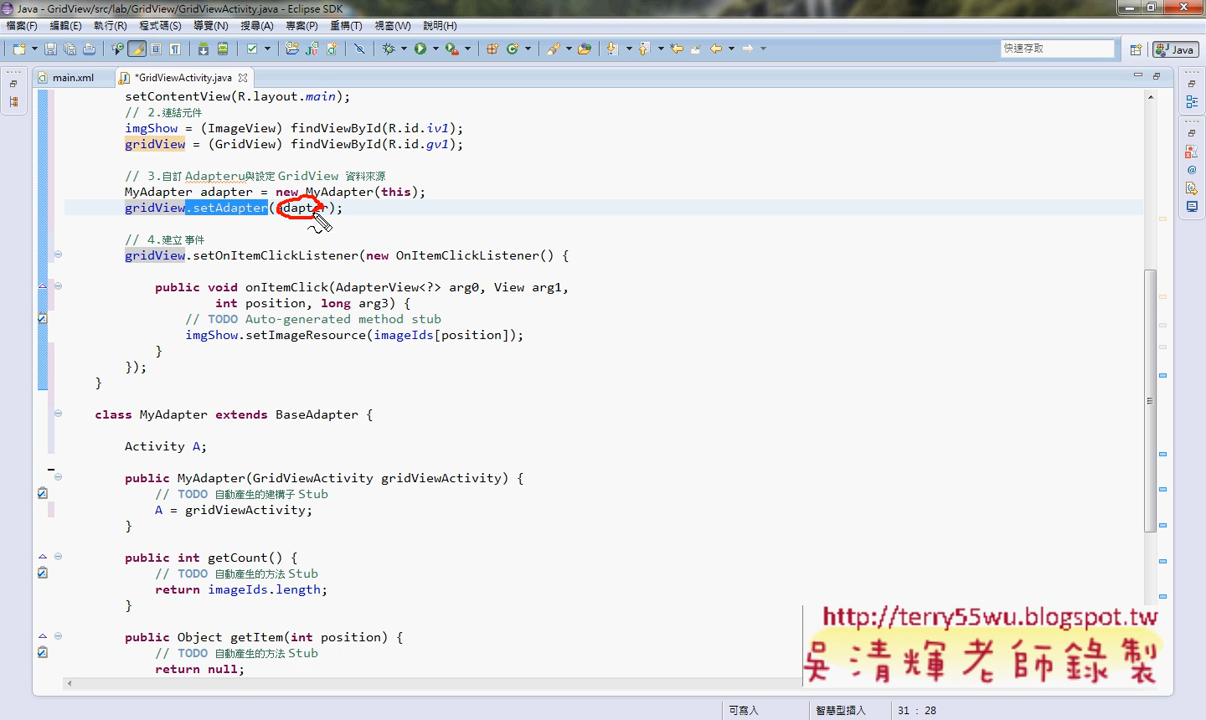 Java - GridView/src/lab/GridView/GridViewActivity.java - Eclipse SDK
檔案(F) 編輯(E) 執行(R) 程式碼(S) 導覽(N) 搜尋(A) 專案(P) 重構(T) 視窗(W) 說明(H)
快速存取
Java
main.xml
*GridViewActivity.java
setContentView(R.layout.main);
// 2.連結元件
imgShow = (ImageView) findViewById(R.id.iv1);
gridView = (GridView) findViewById(R.id.gv1);
// 3.自訂 Adapteru與設定 GridView 資料來源
MyAdapter adapter = new MyAdapter(this);
gridView.setAdapter(adapter);
// 4.建立 事件
gridView.setOnItemClickListener(new OnItemClickListener() {
public void onItemClick(AdapterView<?> arg0, View arg1,
int position, long arg3) {
// TODO Auto-generated method stub
imgShow.setImageResource(imageIds[position]);
}
});
}
class MyAdapter extends BaseAdapter {
Activity A;
public MyAdapter(GridViewActivity gridViewActivity) {
// TODO 自動產生的建構子 Stub
A = gridViewActivity;
}
public int getCount() {
// TODO 自動產生的方法 Stub
return imageIds.length;
}
public Object getItem(int position) {
// TODO 自動產生的方法 Stub
return null;
http://terry55wu.blogspot.tw
吳清輝老師錄製
可寫入
智慧型插入
31 : 28